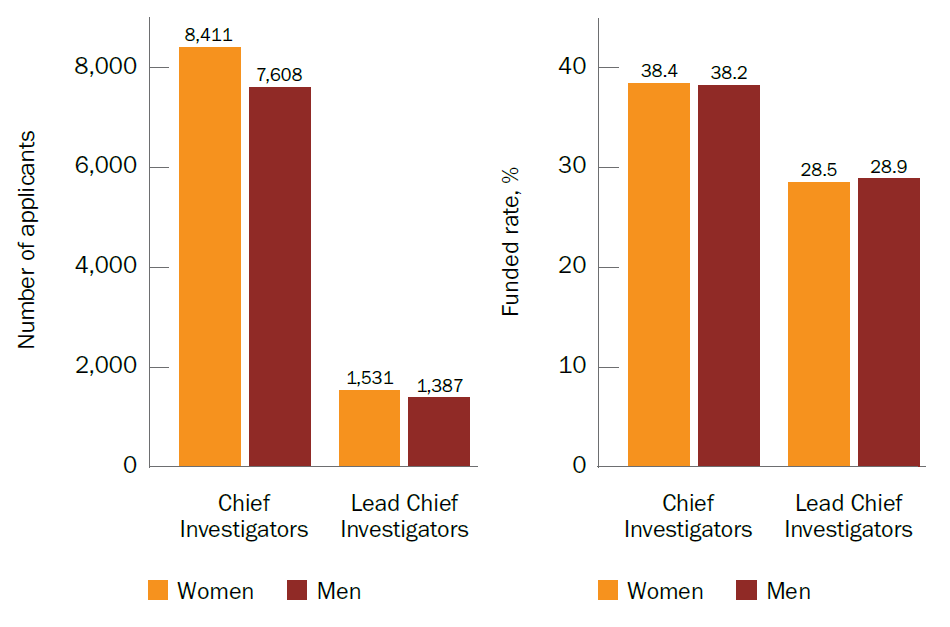 Number of applicants
8,000
6,000
4,000
2,000
0
8,411
7,608
1,531
1,387
Chief
Investigators
Lead Chief
Investigators
Women
Men
Funded rate, %
40
30
20
10
0
38.4
38.2
28.5
28.9
Chief
Investigators
Lead Chief
Investigators
Women
Men